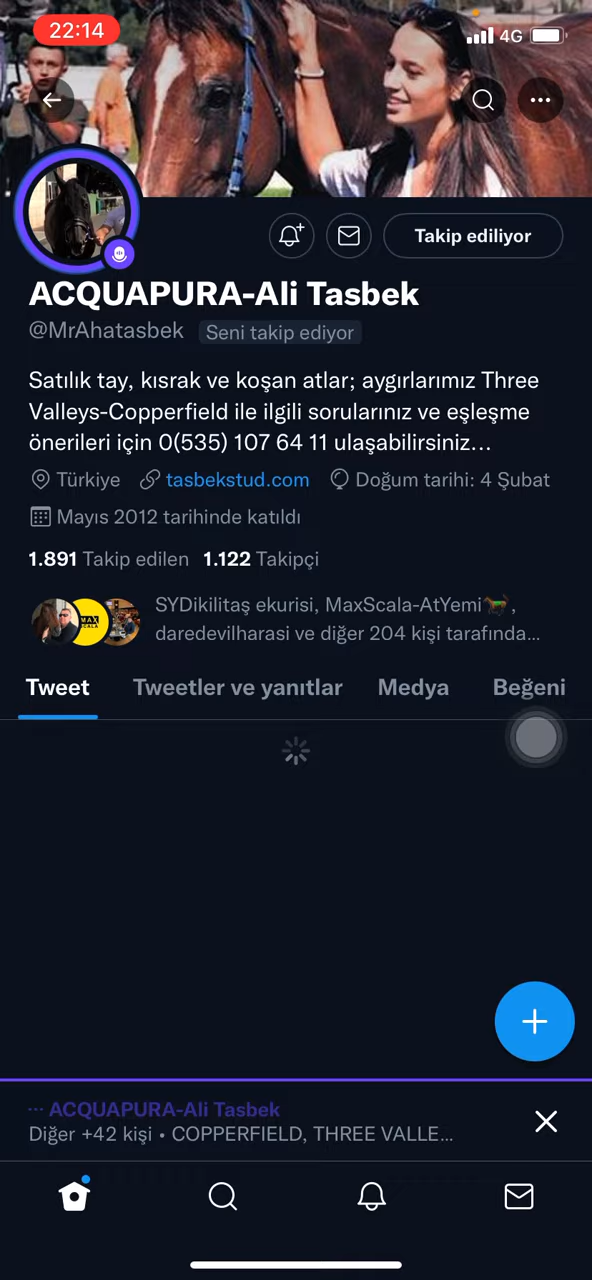 22:14
4G
Takip ediliyor
ACQUAPURA-Ali Tasbek
@MrAhatasbek Seni takip ediyor
Satılık tay, kısrak ve koşan atlar; aygırlarımız Three
Valleys-Copperfield ile ilgili sorularınız ve eşleşme
önerileri için 0(535) 107 64 11 ulaşabilirsiniz...
Türkiye tasbekstud.com Doğum tarihi: 4 Şubat
Mayıs 2012 tarihinde katıldı
1.891 Takip edilen 1.122 Takipçi
MAX
SCALA
SYDikilitaş ekurisi, MaxScala-AtYemi🐎,
daredevilharasi ve diğer 204 kişi tarafında...
Tweet Tweetler ve yanıtlar Medya Beğeni
ACQUAPURA-Ali Tasbek
Diğer +42 kişi • COPPERFIELD, THREE VALLE...